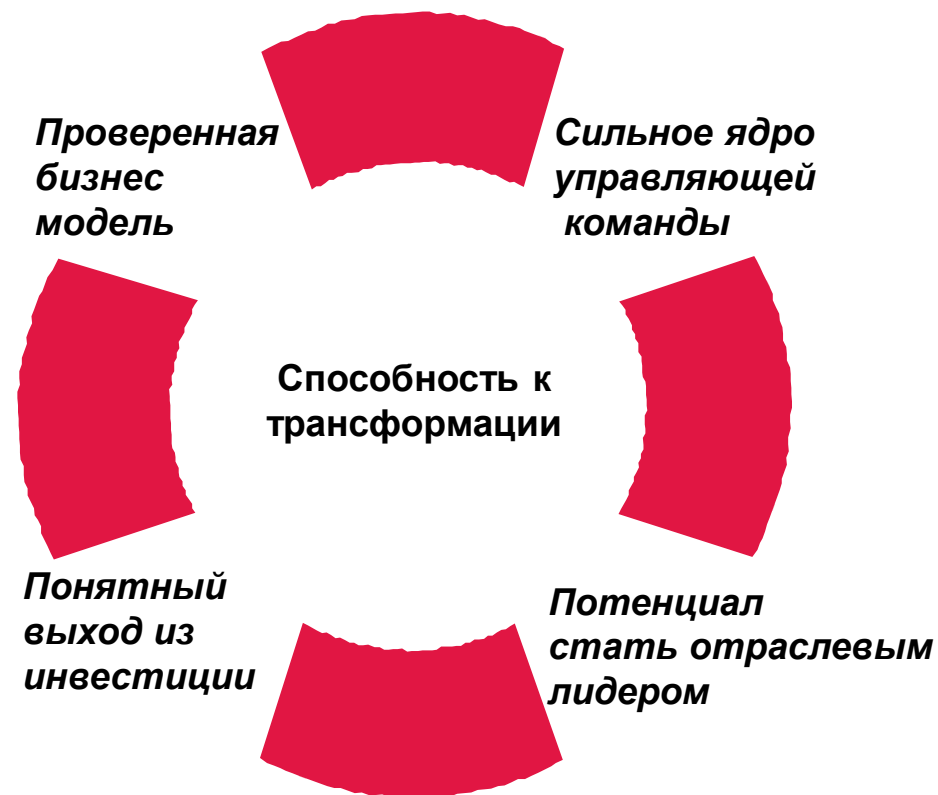 Проверенная
бизнес
модель
Сильное ядро
управляющей
команды
Способность к
трансформации
Понятный
выход из
инвестиции
Потенциал
стать отраслевым
лидером